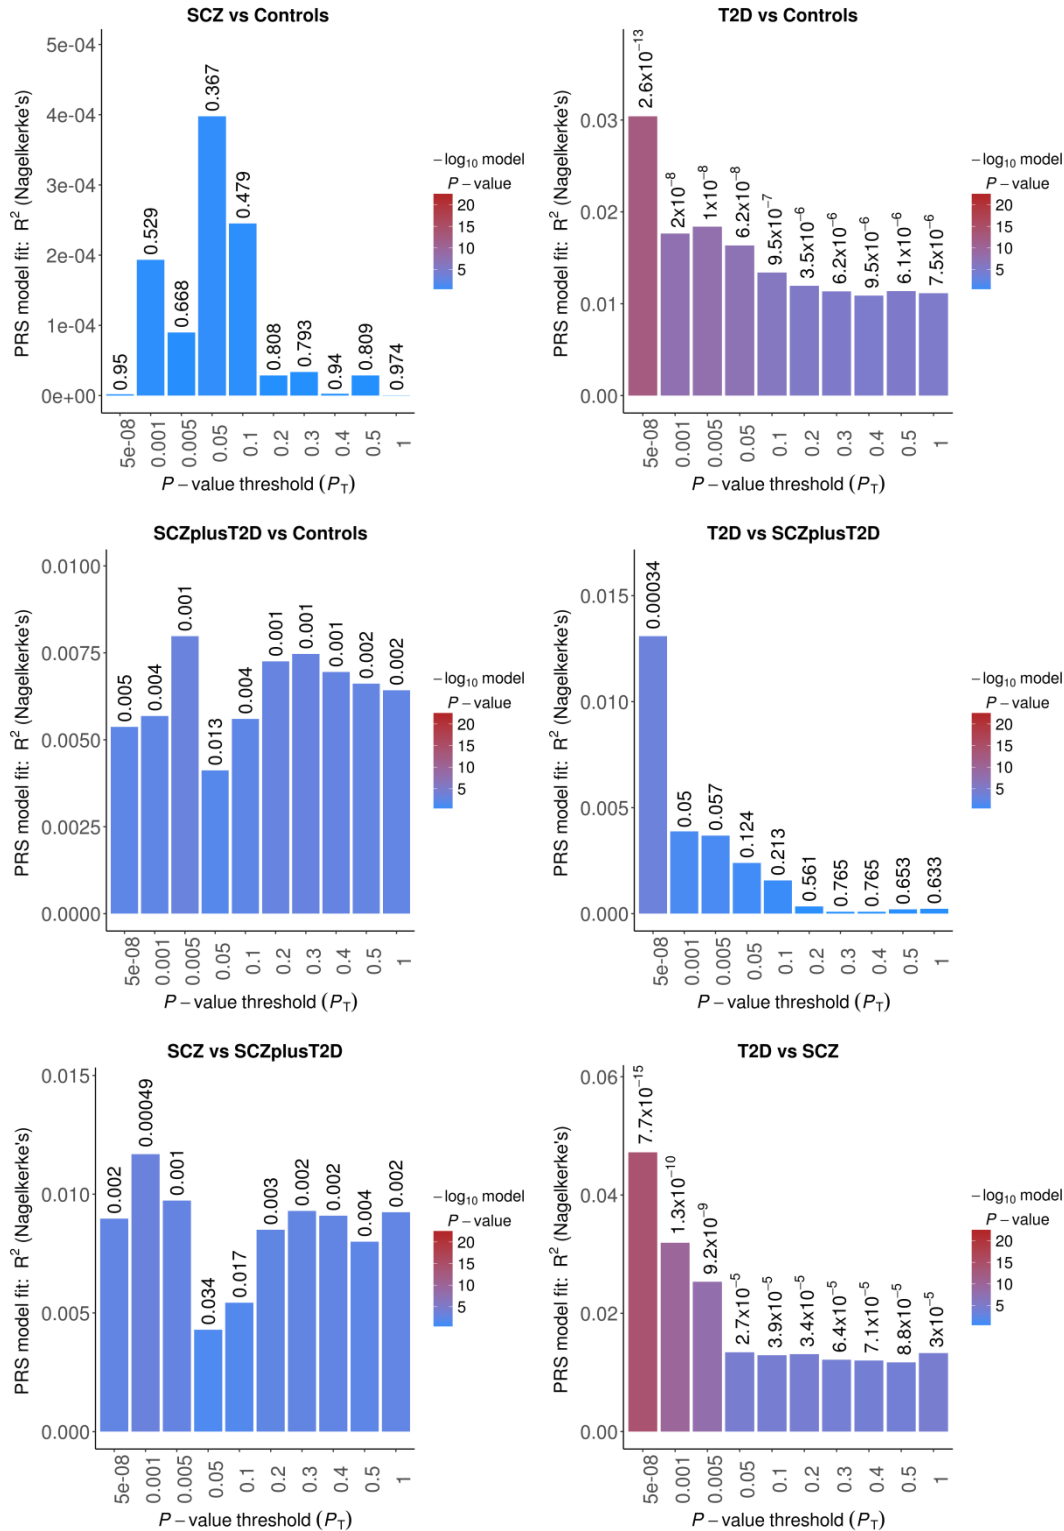 SCZ vs Controls
PRS model fit: R² (Nagelkerke's)
5e-04
4e-04
3e-04
2e-04
1e-04
0e+00
0.95
0.529
0.668
0.367
0.479
0.808
0.793
0.94
0.809
0.974
5e-08
0.001
0.005
0.05
0.1
0.2
0.3
0.4
0.5
1
P – value threshold (P_T)
– log₁₀ model
P – value
20
15
10
5
T2D vs Controls
PRS model fit: R² (Nagelkerke's)
0.03
0.02
0.01
0.00
2.6x10⁻¹³
2x10⁻⁸
1x10⁻⁸
6.2x10⁻⁸
9.5x10⁻⁷
3.5x10⁻⁶
6.2x10⁻⁶
9.5x10⁻⁶
6.1x10⁻⁶
7.5x10⁻⁶
5e-08
0.001
0.005
0.05
0.1
0.2
0.3
0.4
0.5
1
P – value threshold (P_T)
– log₁₀ model
P – value
20
15
10
5
SCZplusT2D vs Controls
PRS model fit: R² (Nagelkerke's)
0.0100
0.0075
0.0050
0.0025
0.0000
0.005
0.004
0.001
0.013
0.004
0.001
0.001
0.001
0.002
0.002
5e-08
0.001
0.005
0.05
0.1
0.2
0.3
0.4
0.5
1
P – value threshold (P_T)
– log₁₀ model
P – value
20
15
10
5
T2D vs SCZplusT2D
PRS model fit: R² (Nagelkerke's)
0.015
0.010
0.005
0.000
0.00034
0.05
0.057
0.124
0.213
0.561
0.765
0.765
0.653
0.633
5e-08
0.001
0.005
0.05
0.1
0.2
0.3
0.4
0.5
1
P – value threshold (P_T)
– log₁₀ model
P – value
20
15
10
5
SCZ vs SCZplusT2D
PRS model fit: R² (Nagelkerke's)
0.015
0.010
0.005
0.000
0.002
0.00049
0.001
0.034
0.017
0.003
0.002
0.002
0.004
0.002
5e-08
0.001
0.005
0.05
0.1
0.2
0.3
0.4
0.5
1
P – value threshold (P_T)
– log₁₀ model
P – value
20
15
10
5
T2D vs SCZ
PRS model fit: R² (Nagelkerke's)
0.06
0.04
0.02
0.00
7.7x10⁻¹⁵
1.3x10⁻¹⁰
9.2x10⁻⁹
2.7x10⁻⁵
3.9x10⁻⁵
3.4x10⁻⁵
6.4x10⁻⁵
7.1x10⁻⁵
8.8x10⁻⁵
3x10⁻⁵
5e-08
0.001
0.005
0.05
0.1
0.2
0.3
0.4
0.5
1
P – value threshold (P_T)
– log₁₀ model
P – value
20
15
10
5